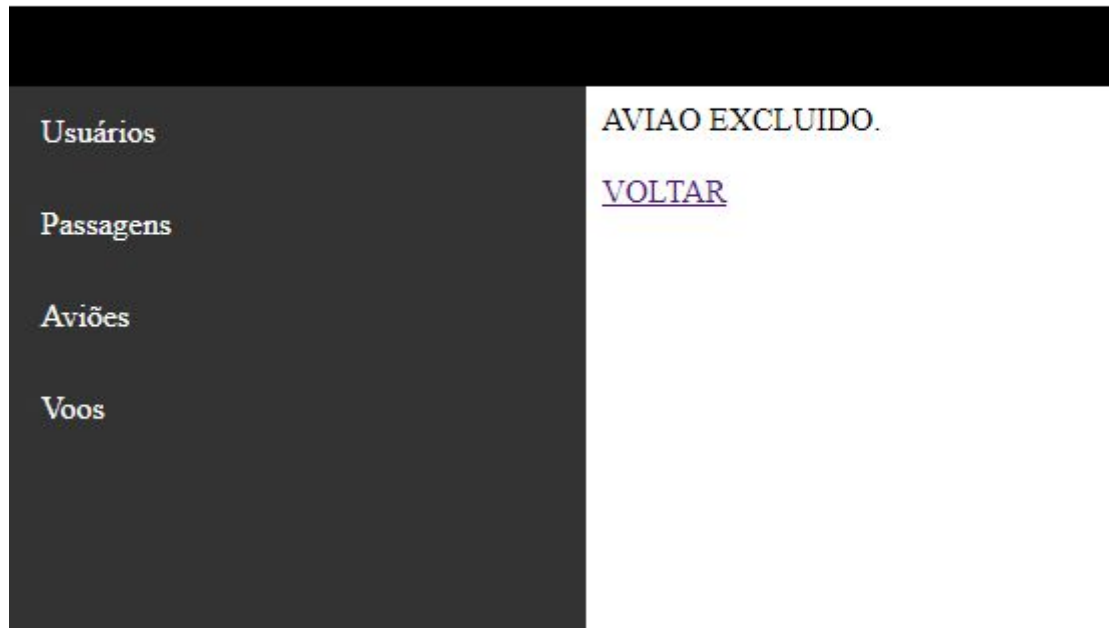 Usuários
Passagens
Aviões
Voos
AVIAO EXCLUIDO.
VOLTAR